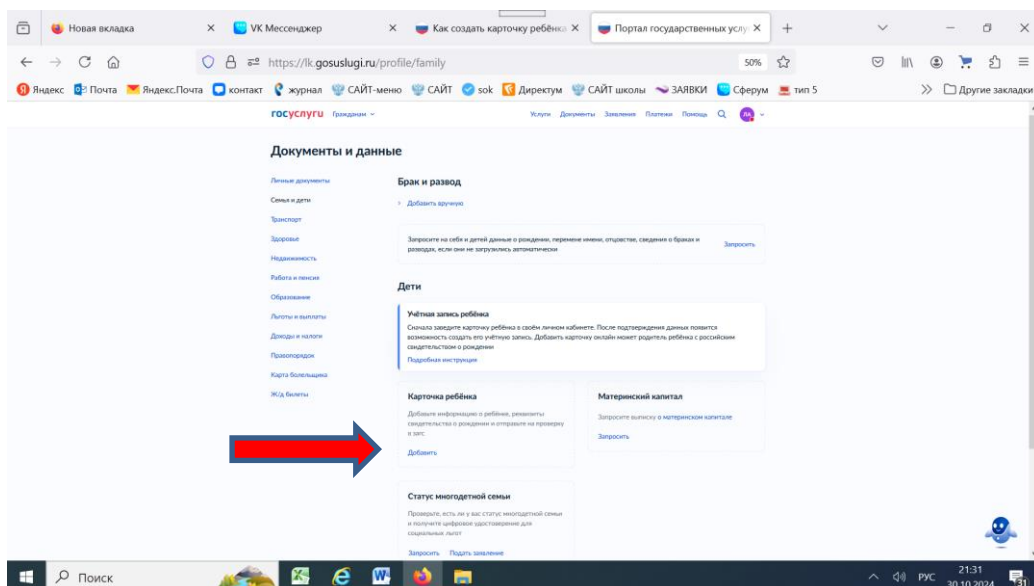 Новая вкладка
VK Мессенджер
Как создать карточку ребёнка
Портал государственных услу
https://lk.gosuslugi.ru/profile/family
50%
Яндекс Почта Яндекс.Почта контакт журнал САЙТ-меню САЙТ sok Директум САЙТ школы ЗАЯВКИ Сферум тип 5 Другие закладки
госуслуги Гражданам Услуги Документы Заявления Платежи Помощь ЛА
Документы и данные
Личные документы
Семья и дети
Транспорт
Здоровье
Недвижимость
Работа и пенсия
Образование
Льготы и выплаты
Доходы и налоги
Правопорядок
Карта болельщика
Ж/д билеты
Брак и развод
Добавить вручную
Запросите на себя и детей данные о рождении, перемене имени, отцовстве, сведения о браках и
разводах, если они не загрузились автоматически
Запросить
Дети
Учётная запись ребёнка
Сначала заведите карточку ребёнка в своём личном кабинете. После подтверждения данных появится
возможность создать его учётную запись. Добавить карточку онлайн может родитель ребёнка с российским
свидетельством о рождении
Подробная инструкция
Карточка ребёнка
Добавьте информацию о ребёнке, реквизиты
свидетельства о рождении и отправьте на проверку
в загс
Добавить
Материнский капитал
Запросите выписку о материнском капитале
Запросить
Статус многодетной семьи
Проверьте, есть ли у вас статус многодетной семьи
и получите цифровое удостоверение для
социальных льгот
Запросить Подать заявление
Поиск
РУС
21:31
30.10.2024